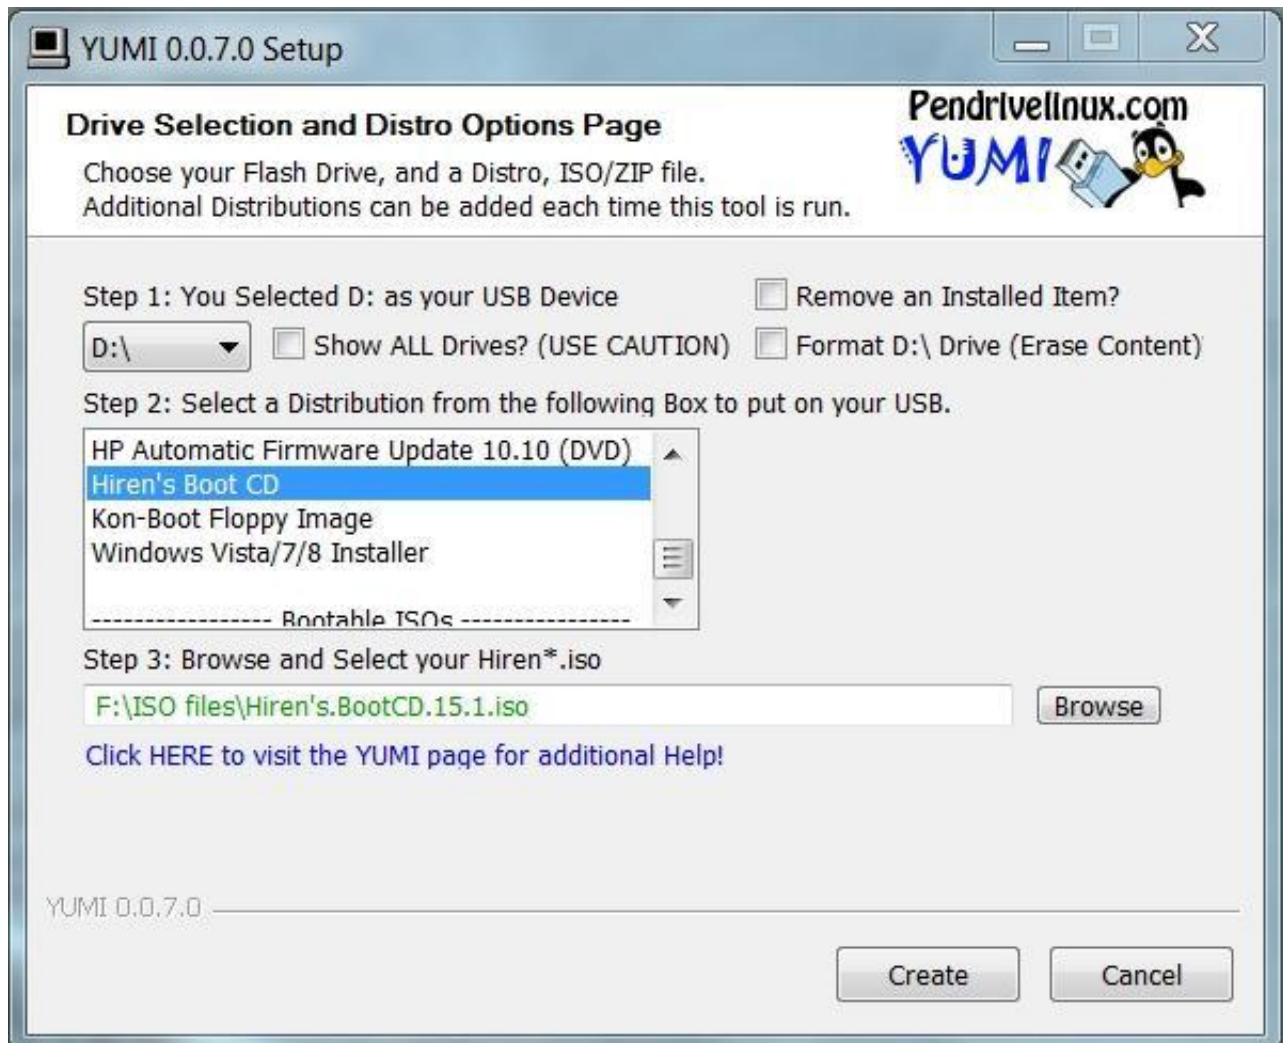 YUMI 0.0.7.0 Setup
Drive Selection and Distro Options Page
Choose your Flash Drive, and a Distro, ISO/ZIP file.
Additional Distributions can be added each time this tool is run.
Pendrivelinux.com
YUMI
Step 1: You Selected D: as your USB Device
Remove an Installed Item?
D:\
Show ALL Drives? (USE CAUTION)
Format D:\ Drive (Erase Content)
Step 2: Select a Distribution from the following Box to put on your USB.
HP Automatic Firmware Update 10.10 (DVD)
Hiren's Boot CD
Kon-Boot Floppy Image
Windows Vista/7/8 Installer
----------------- Bootable ISOs ----------------
Step 3: Browse and Select your Hiren*.iso
F:\ISO files\Hiren's.BootCD.15.1.iso
Browse
Click HERE to visit the YUMI page for additional Help!
YUMI 0.0.7.0
Create
Cancel